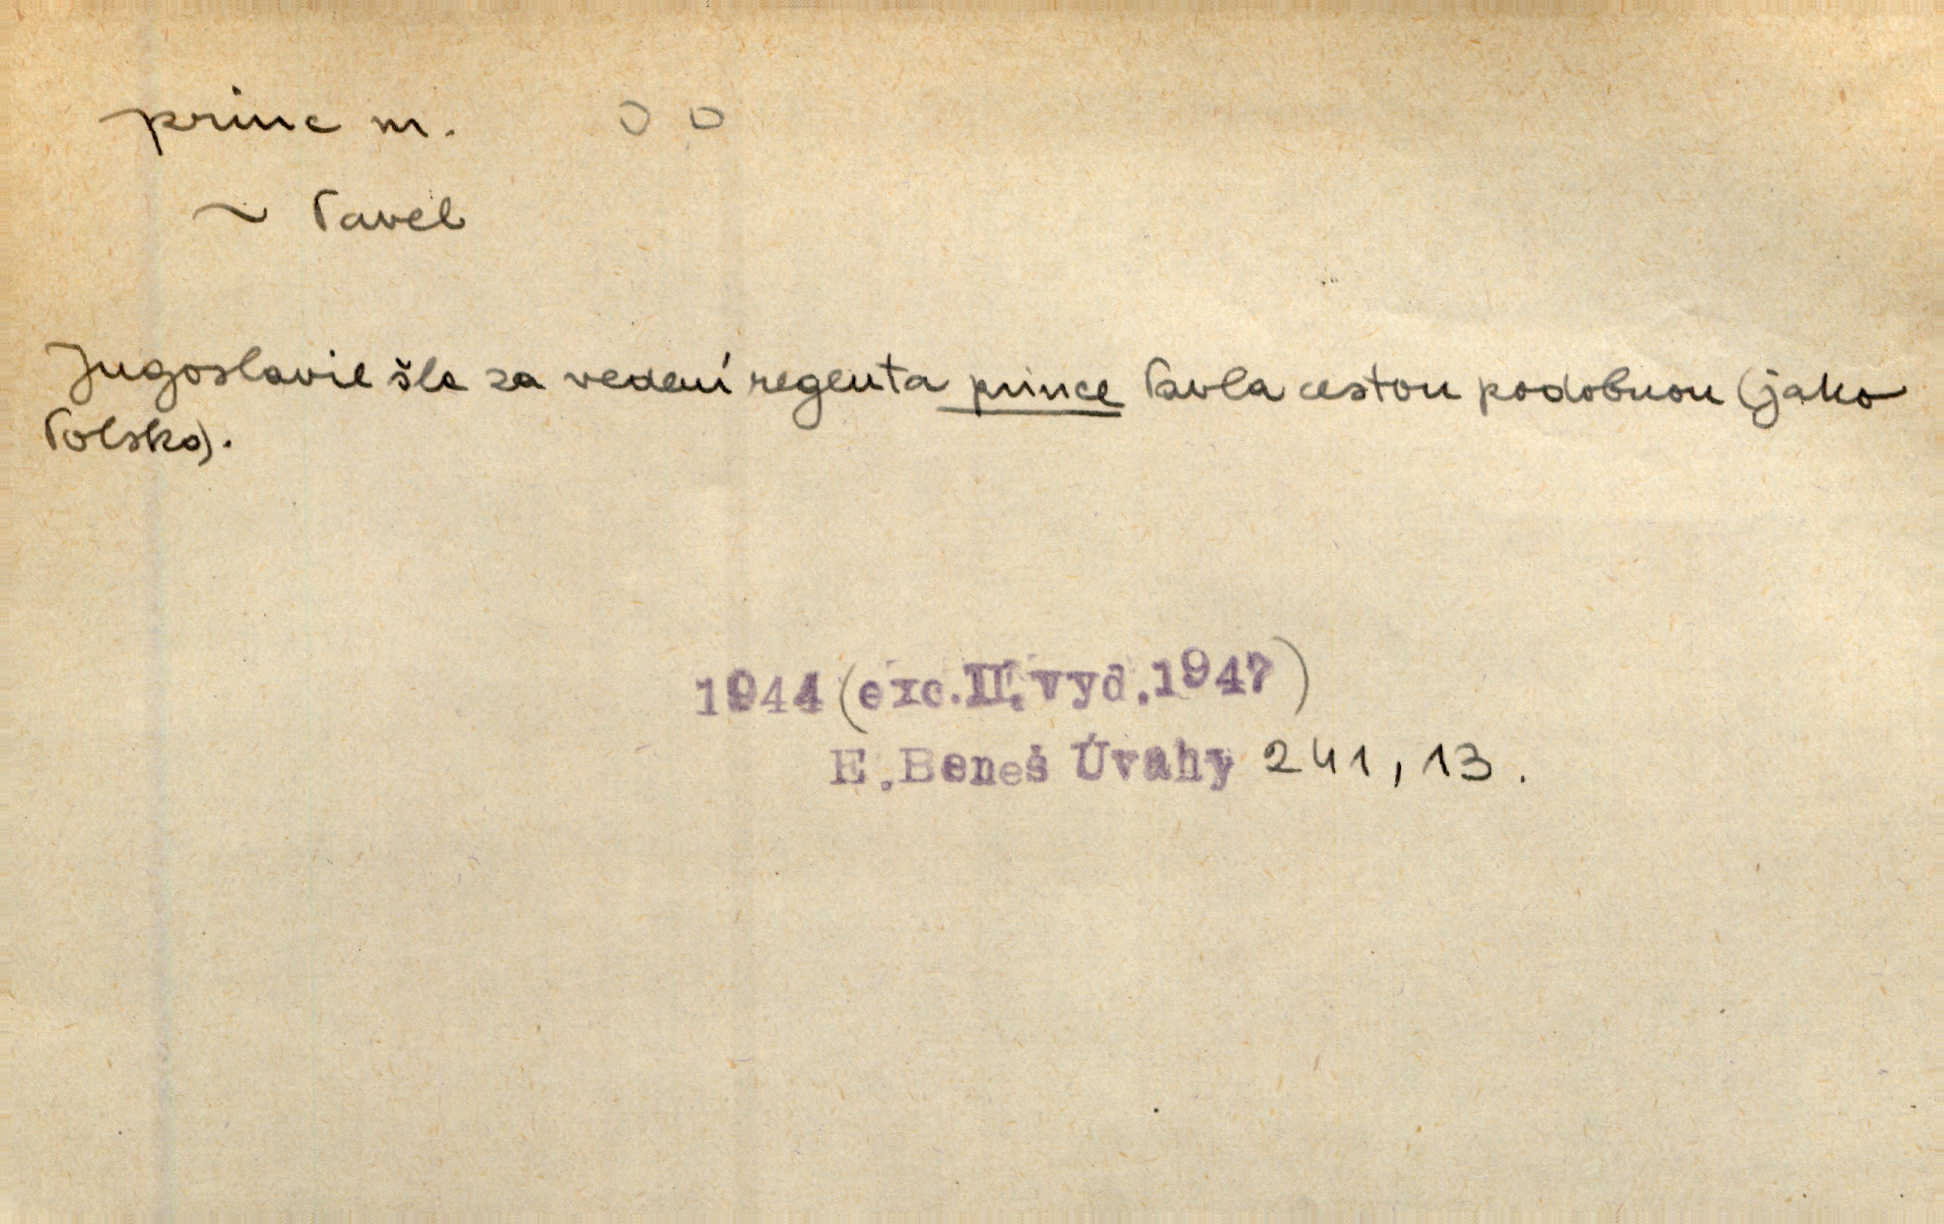 princ m.
~ Pavel
Jugoslavie šla za vedení regenta prince Pavla cestou podobnou (jako
Polsko).
1944 (exc. II. vyd. 1947)
E. Beneš Úvahy 241, 13.